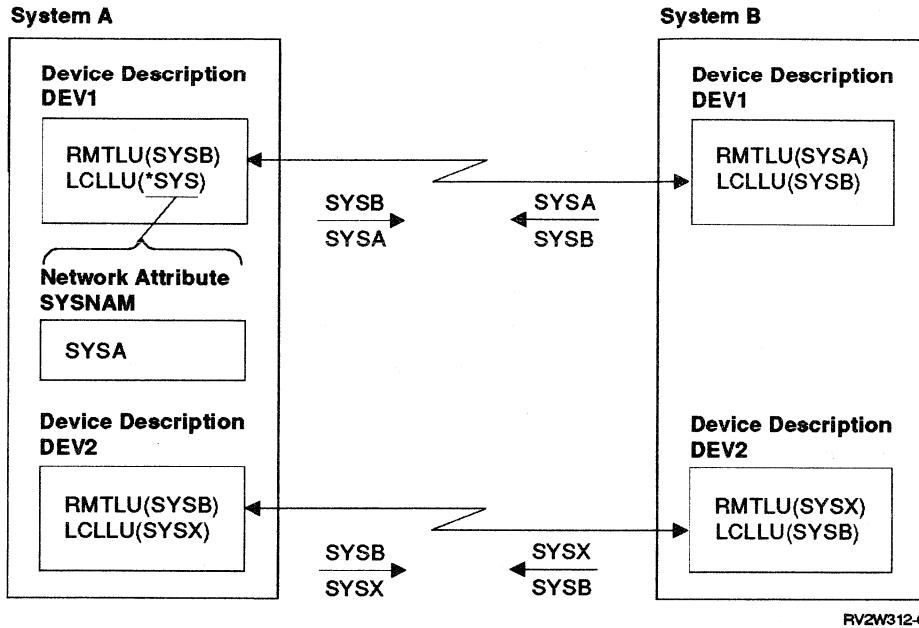 System A
Device Description
DEV1
RMTLU(SYSB)
LCLLU(*SYS)
Network Attribute
SYSNAM
SYSA
Device Description
DEV2
RMTLU(SYSB)
LCLLU(SYSX)
SYSB
SYSA
SYSA
SYSB
SYSB
SYSX
SYSX
SYSB
System B
Device Description
DEV1
RMTLU(SYSA)
LCLLU(SYSB)
Device Description
DEV2
RMTLU(SYSX)
LCLLU(SYSB)